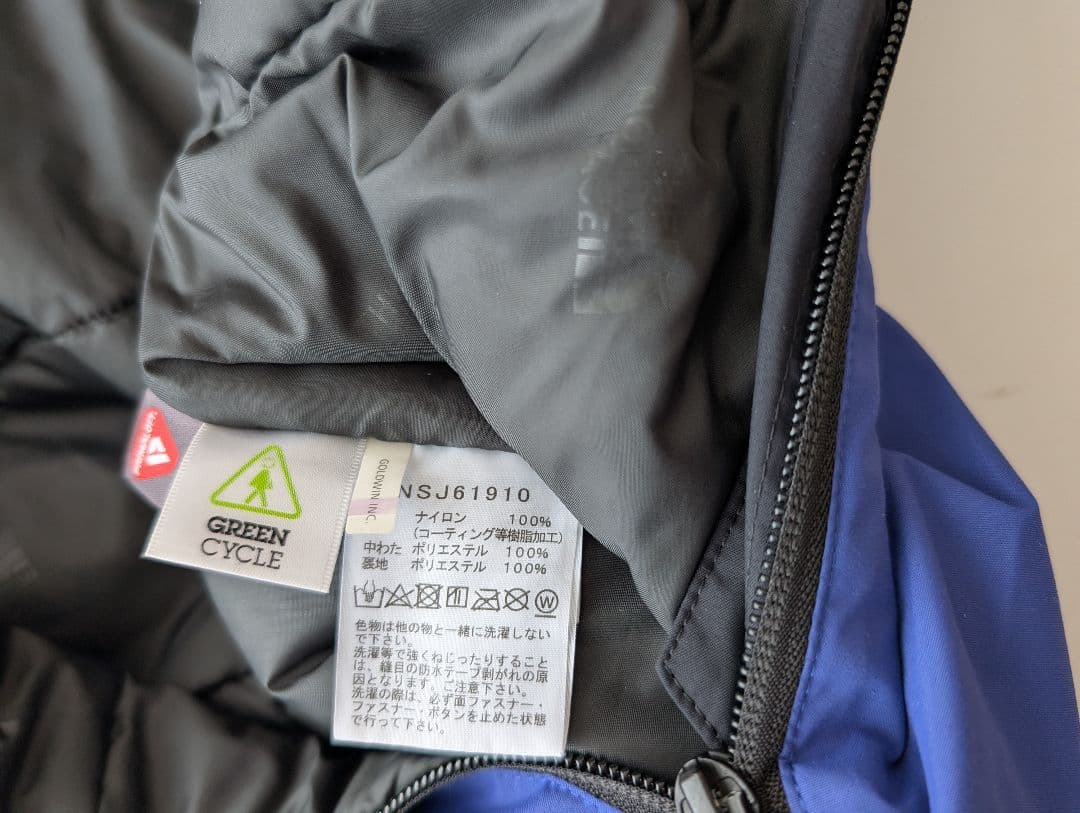 GREEN
CYCLE
GOLDWIN INC.
NSJ61910
ナイロン 100%
(コーティング等樹脂加工)
中わた ポリエステル 100%
裏地 ポリエステル 100%
W
色物は他の物と一緒に洗濯しない
で下さい。
洗濯等で強くねじったりすること
は、縫目の防水テープ剥がれの原
因となります。ご注意下さい。
洗濯の際は、必ず面ファスナー・
ファスナー・ボタンを止めた状態
で行って下さい。